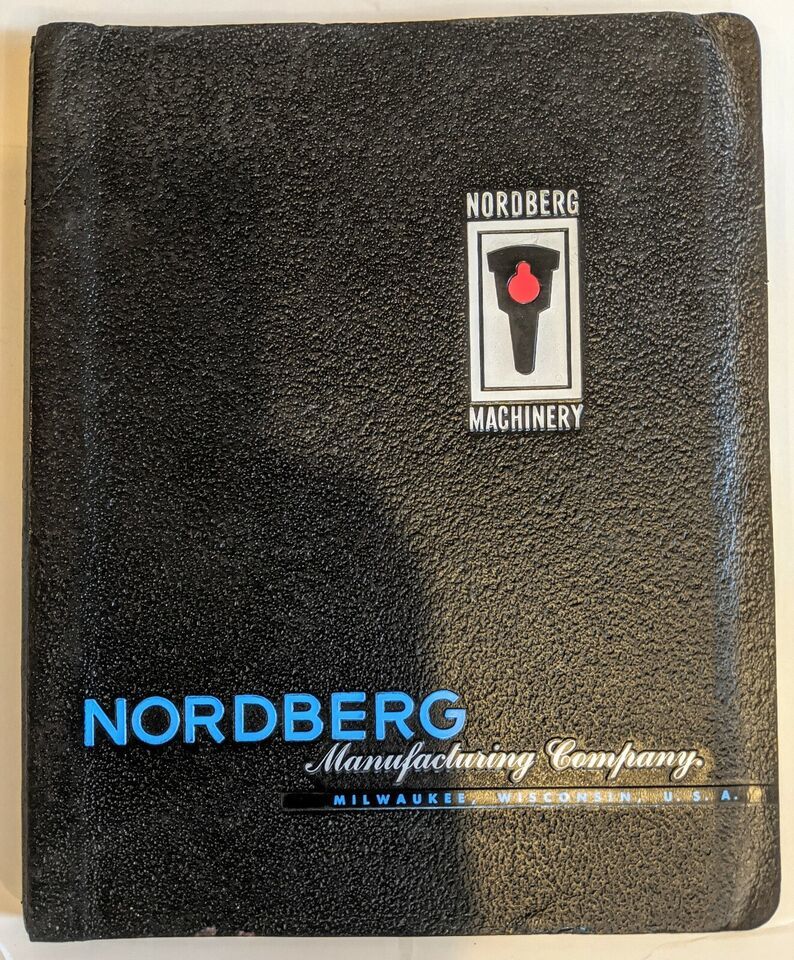 NORDBERG
MACHINERY
NORDBERG
Manufacturing Company.
MILWAUKEE, WISCONSIN, U. S. A.